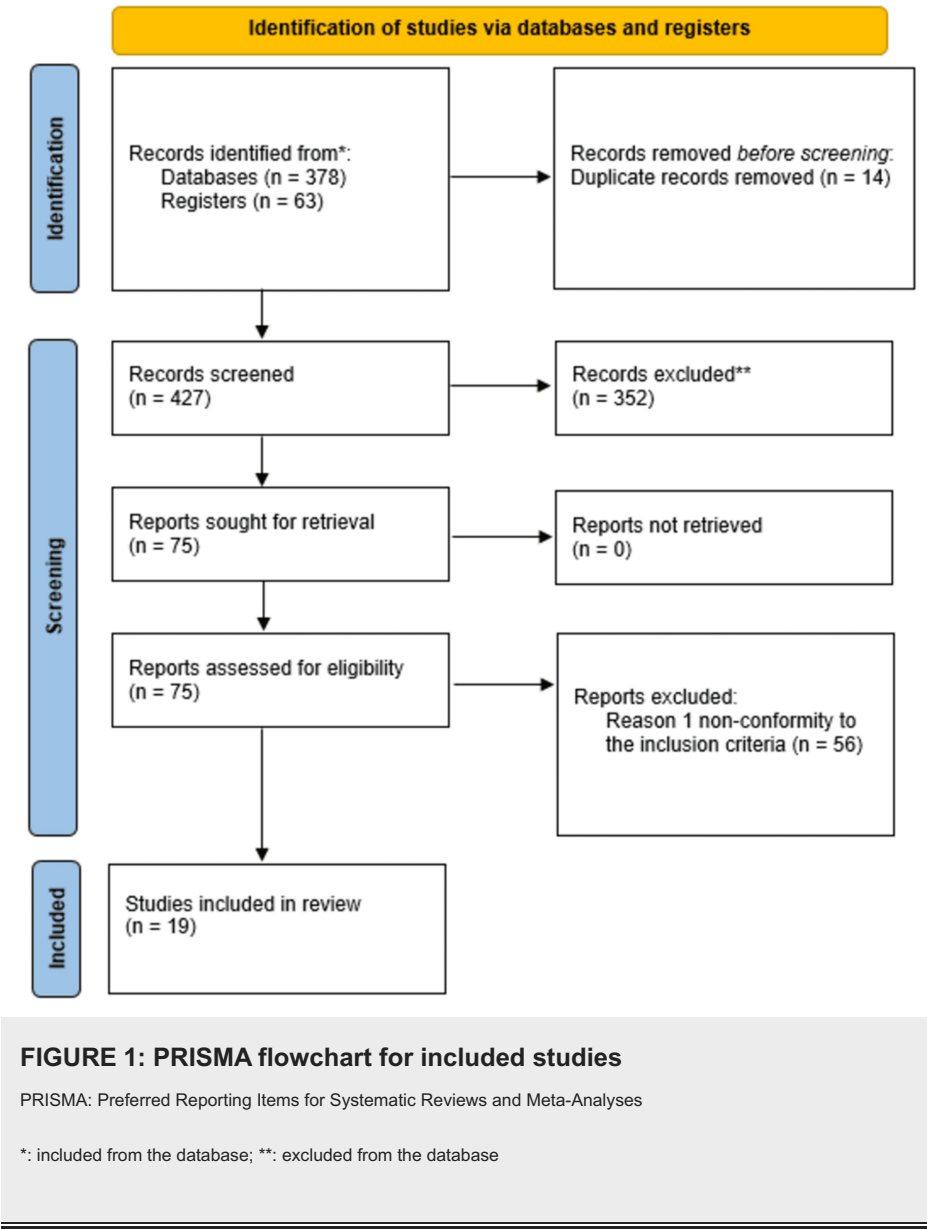 Identification of studies via databases and registers
Identification
Records identified from*:
Databases (n = 378)
Registers (n = 63)
Records removed before screening:
Duplicate records removed (n = 14)
Screening
Records screened
(n = 427)
Records excluded**
(n = 352)
Reports sought for retrieval
(n = 75)
Reports not retrieved
(n = 0)
Reports assessed for eligibility
(n = 75)
Reports excluded:
Reason 1 non-conformity to
the inclusion criteria (n = 56)
Included
Studies included in review
(n = 19)
FIGURE 1: PRISMA flowchart for included studies
PRISMA: Preferred Reporting Items for Systematic Reviews and Meta-Analyses
*: included from the database; **: excluded from the database